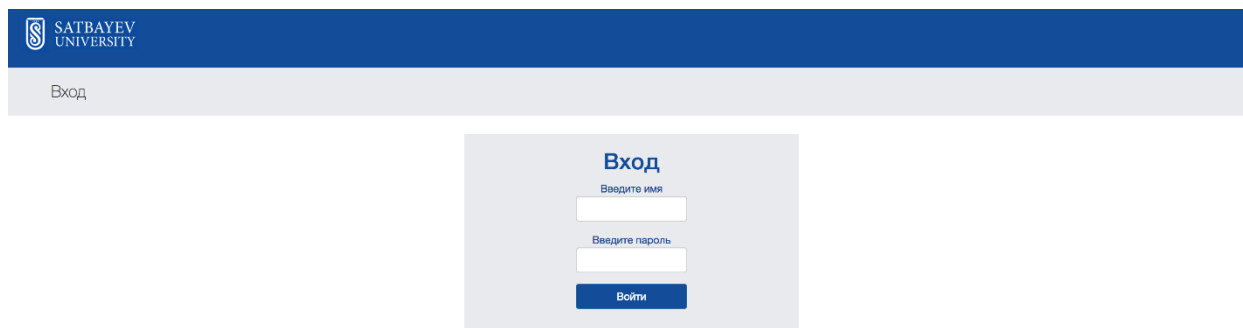 SATBAYEV
UNIVERSITY
Вход
Вход
Введите имя
Введите пароль
Войти